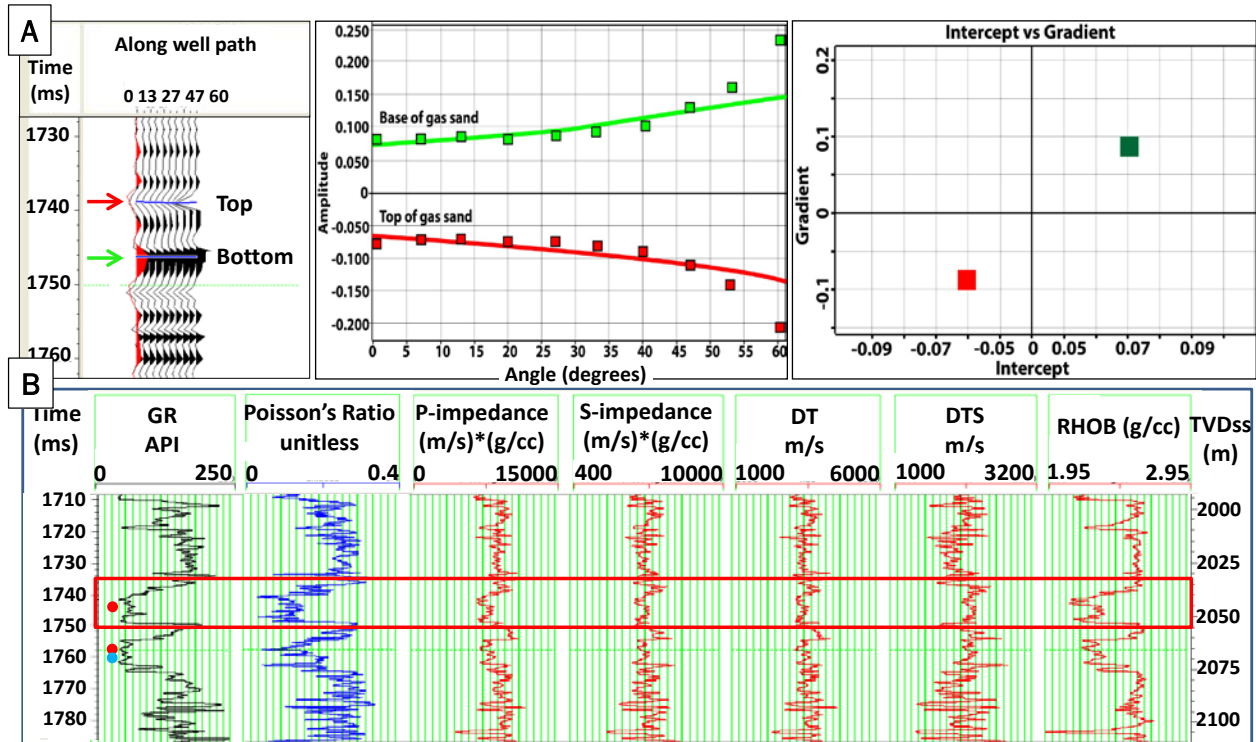 A
Along well path
Time
(ms)
0 13 27 47 60
1730
1740
1750
1760
Top
Bottom
0.250
0.200
0.150
0.100
0.050
0
-0.050
-0.100
-0.150
-0.200
Amplitude
Base of gas sand
Top of gas sand
0 5 10 15 20 25 30 35 40 45 50 55 60
Angle (degrees)
Intercept vs Gradient
0.2
0.1
0
-0.1
Gradient
-0.09 -0.07 -0.05 0 0.05 0.07 0.09
Intercept
B
Time
(ms)
GR
API
0 250
Poisson's Ratio
unitless
0 0.4
P-impedance
(m/s)*(g/cc)
0 15000
S-impedance
(m/s)*(g/cc)
400 10000
DT
m/s
1000 6000
DTS
m/s
1000 3200
RHOB (g/cc)
1.95 2.95
TVDss
(m)
1710
1720
1730
1740
1750
1760
1770
1780
2000
2025
2050
2075
2100